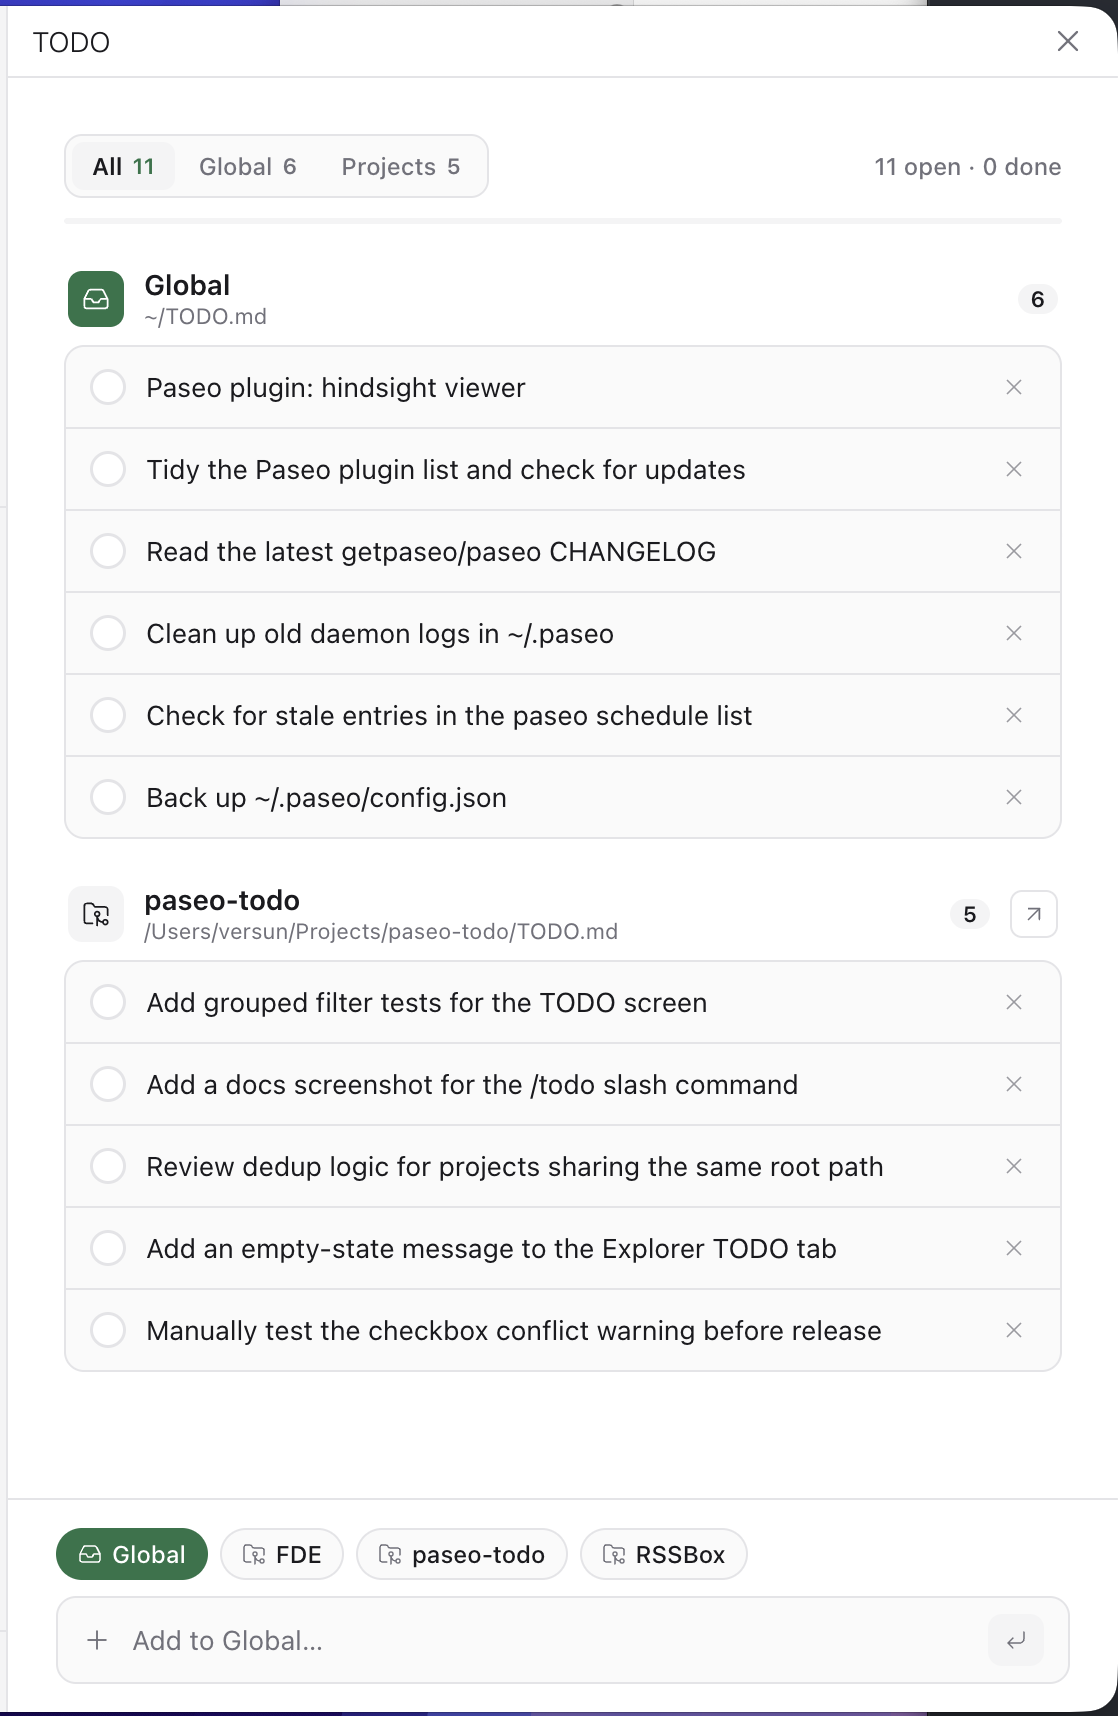 TODO
All 11 Global 6 Projects 5
11 open · 0 done
Global
~/TODO.md
6
Paseo plugin: hindsight viewer
Tidy the Paseo plugin list and check for updates
Read the latest getpaseo/paseo CHANGELOG
Clean up old daemon logs in ~/.paseo
Check for stale entries in the paseo schedule list
Back up ~/.paseo/config.json
paseo-todo
/Users/versun/Projects/paseo-todo/TODO.md
5
Add grouped filter tests for the TODO screen
Add a docs screenshot for the /todo slash command
Review dedup logic for projects sharing the same root path
Add an empty-state message to the Explorer TODO tab
Manually test the checkbox conflict warning before release
Global FDE paseo-todo RSSBox
Add to Global...